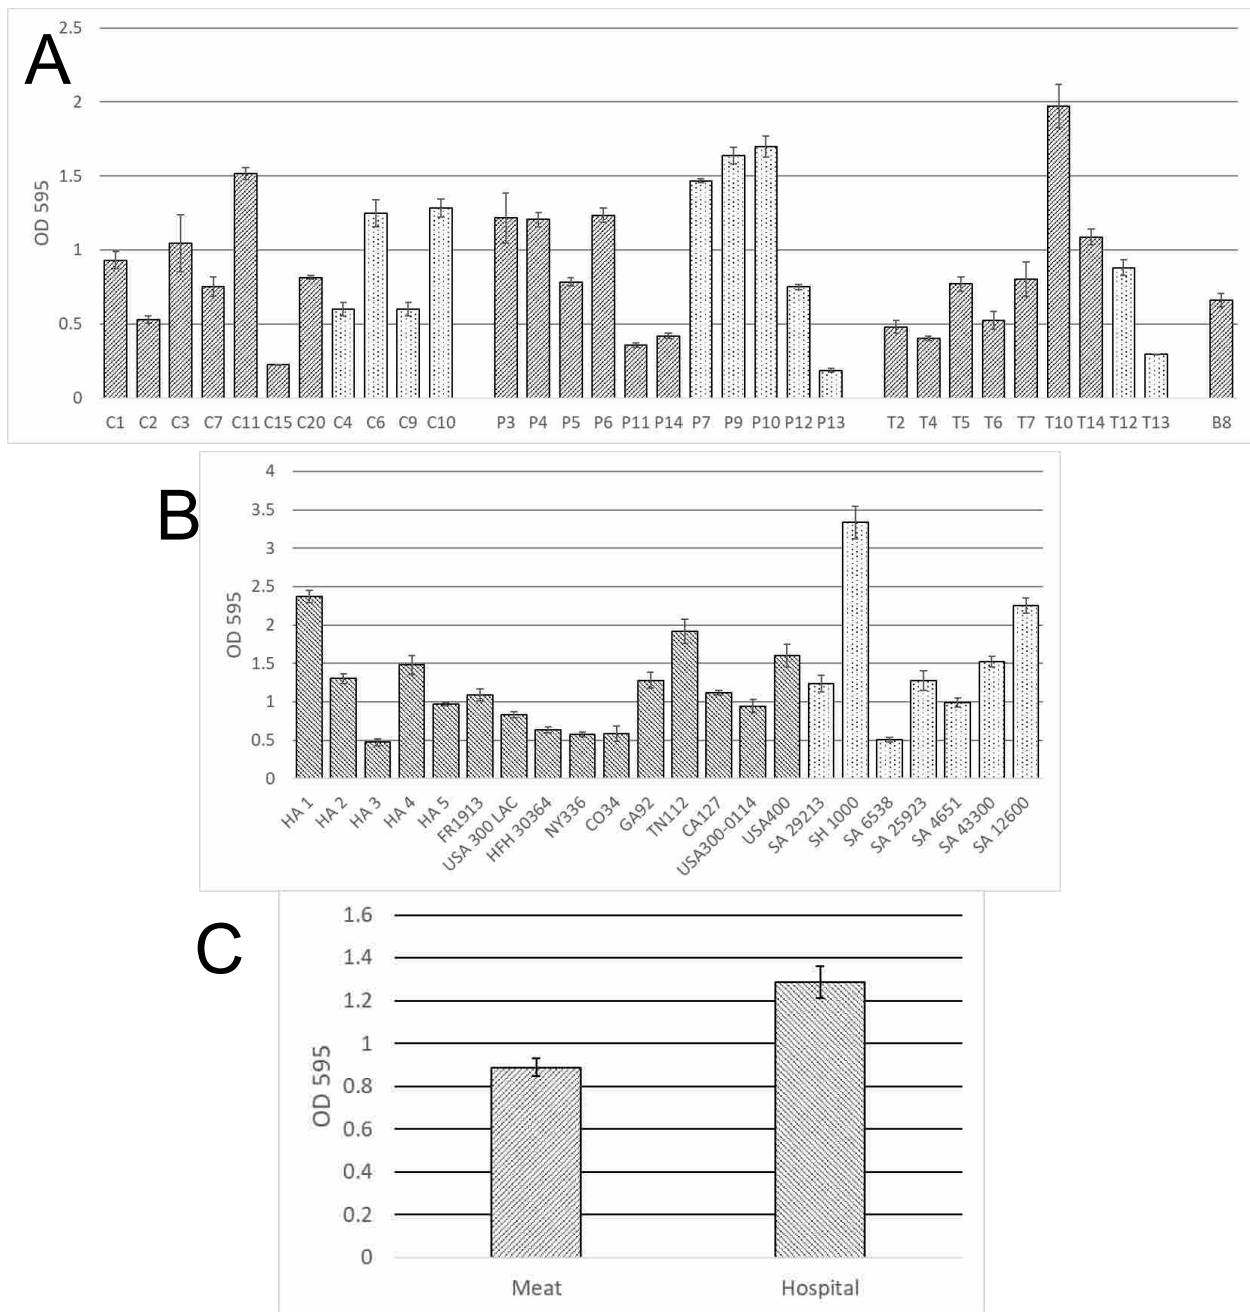 A
2.5
2
1.5
1
0.5
0
OD 595
C1 C2 C3 C7 C11 C15 C20 C4 C6 C9 C10 P3 P4 P5 P6 P11 P14 P7 P9 P10 P12 P13 T2 T4 T5 T6 T7 T10 T14 T12 T13 B8
B
4
3.5
3
2.5
2
1.5
1
0.5
0
OD 595
HA 1 HA 2 HA 3 HA 4 HA 5 FR1913 USA 300 LAC HFH 30364 NY336 CO34 GA92 TN112 CA127 USA300-0114 USA400 SA 29213 SH 1000 SA 6538 SA 25923 SA 4651 SA 43300 SA 12600
C
1.6
1.4
1.2
1
0.8
0.6
0.4
0.2
0
OD 595
Meat Hospital